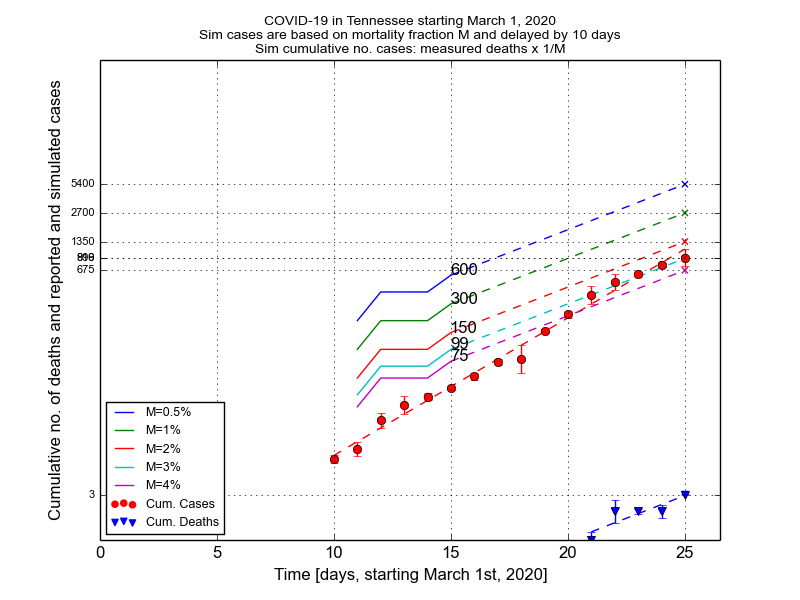 COVID-19 in Tennessee starting March 1, 2020
Sim cases are based on mortality fraction M and delayed by 10 days
Sim cumulative no. cases: measured deaths x 1/M
Cumulative no. of deaths and reported and simulated cases
5400
2700
1350
675
3
600
300
150
99
75
M=0.5%
M=1%
M=2%
M=3%
M=4%
Cum. Cases
Cum. Deaths
0 5 10 15 20 25
Time [days, starting March 1st, 2020]